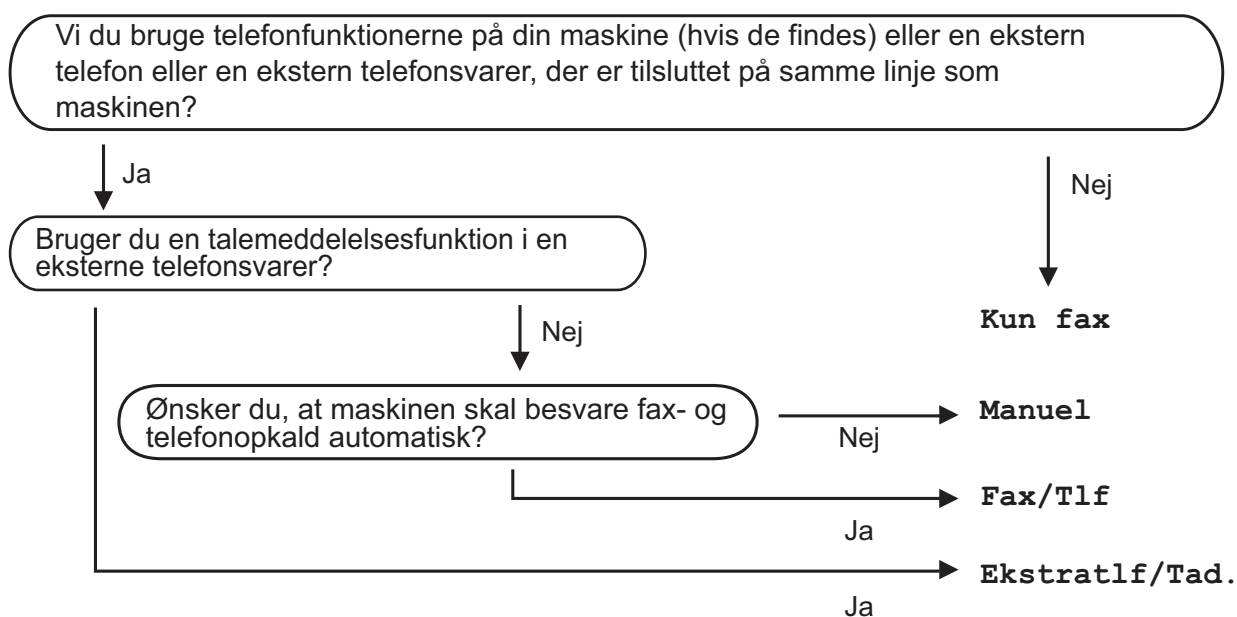 Vi du bruge telefonfunktionerne på din maskine (hvis de findes) eller en ekstern
telefon eller en ekstern telefonsvarer, der er tilsluttet på samme linje som
maskinen?
Ja
Nej
Bruger du en talemeddelelsesfunktion i en
eksterne telefonsvarer?
Nej
Kun fax
Ønsker du, at maskinen skal besvare fax- og
telefonopkald automatisk?
Nej
Manuel
Ja
Fax/Tlf
Ja
Ekstratlf/Tad.